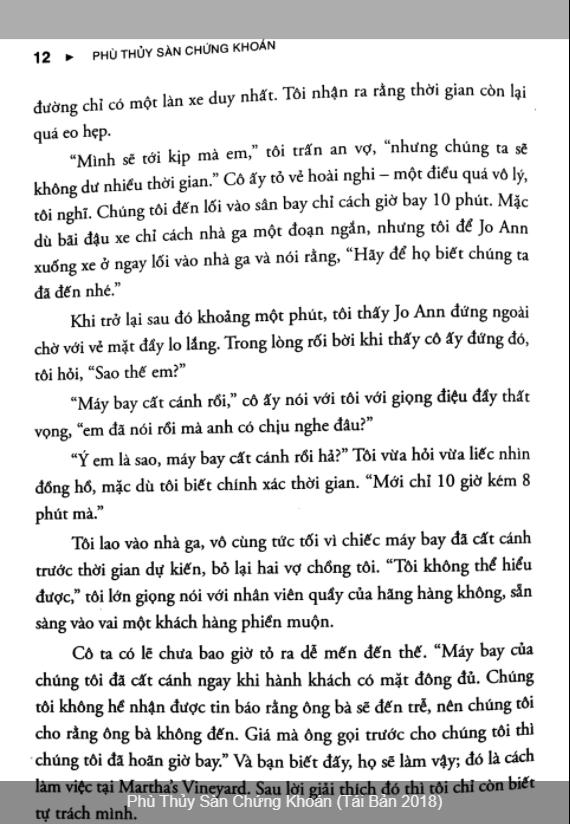 12 ▸ PHÙ THỦY SÀN CHỨNG KHOÁN
đường chỉ có một làn xe duy nhất. Tôi nhận ra rằng thời gian còn lại
quá eo hẹp.
“Mình sẽ tới kịp mà em,” tôi trấn an vợ, “nhưng chúng ta sẽ
không dư nhiều thời gian.” Cô ấy tỏ vẻ hoài nghi – một điều quá vô lý,
tôi nghĩ. Chúng tôi đến lối vào sân bay chỉ cách giờ bay 10 phút. Mặc
dù bãi đậu xe chỉ cách nhà ga một đoạn ngắn, nhưng tôi để Jo Ann
xuống xe ở ngay lối vào nhà ga và nói rằng, “Hãy để họ biết chúng ta
đã đến nhé.”
Khi trở lại sau đó khoảng một phút, tôi thấy Jo Ann đứng ngoài
chờ với vẻ mặt đầy lo lắng. Trong lòng rối bời khi thấy cô ấy đứng đó,
tôi hỏi, “Sao thế em?”
“Máy bay cất cánh rồi,” cô ấy nói với tôi với giọng điệu đầy thất
vọng, “em đã nói rồi mà anh có chịu nghe đâu?”
“Ý em là sao, máy bay cất cánh rồi hả?” Tôi vừa hỏi vừa liếc nhìn
đồng hồ, mặc dù tôi biết chính xác thời gian. “Mới chỉ 10 giờ kém 8
phút mà.”
Tôi lao vào nhà ga, vô cùng tức tối vì chiếc máy bay đã cất cánh
trước thời gian dự kiến, bỏ lại hai vợ chồng tôi. “Tôi không thể hiểu
được,” tôi lớn giọng nói với nhân viên quầy của hãng hàng không, sẵn
sàng vào vai một khách hàng phiền muộn.
Cô ta có lẽ chưa bao giờ tỏ ra dễ mến đến thế. “Máy bay của
chúng tôi đã cất cánh ngay khi hành khách có mặt đông đủ. Chúng
tôi không hề nhận được tin báo rằng ông bà sẽ đến trễ, nên chúng tôi
cho rằng ông bà không đến. Giá mà ông gọi trước cho chúng tôi thì
chúng tôi đã hoãn giờ bay.” Và bạn biết đấy, họ sẽ làm vậy; đó là cách
làm việc tại Martha’s Vineyard. Sau lời giải thích đó thì tôi chỉ còn biết
Phù Thủy Sàn Chứng Khoán (Tái Bản 2018)
tự trách mình.